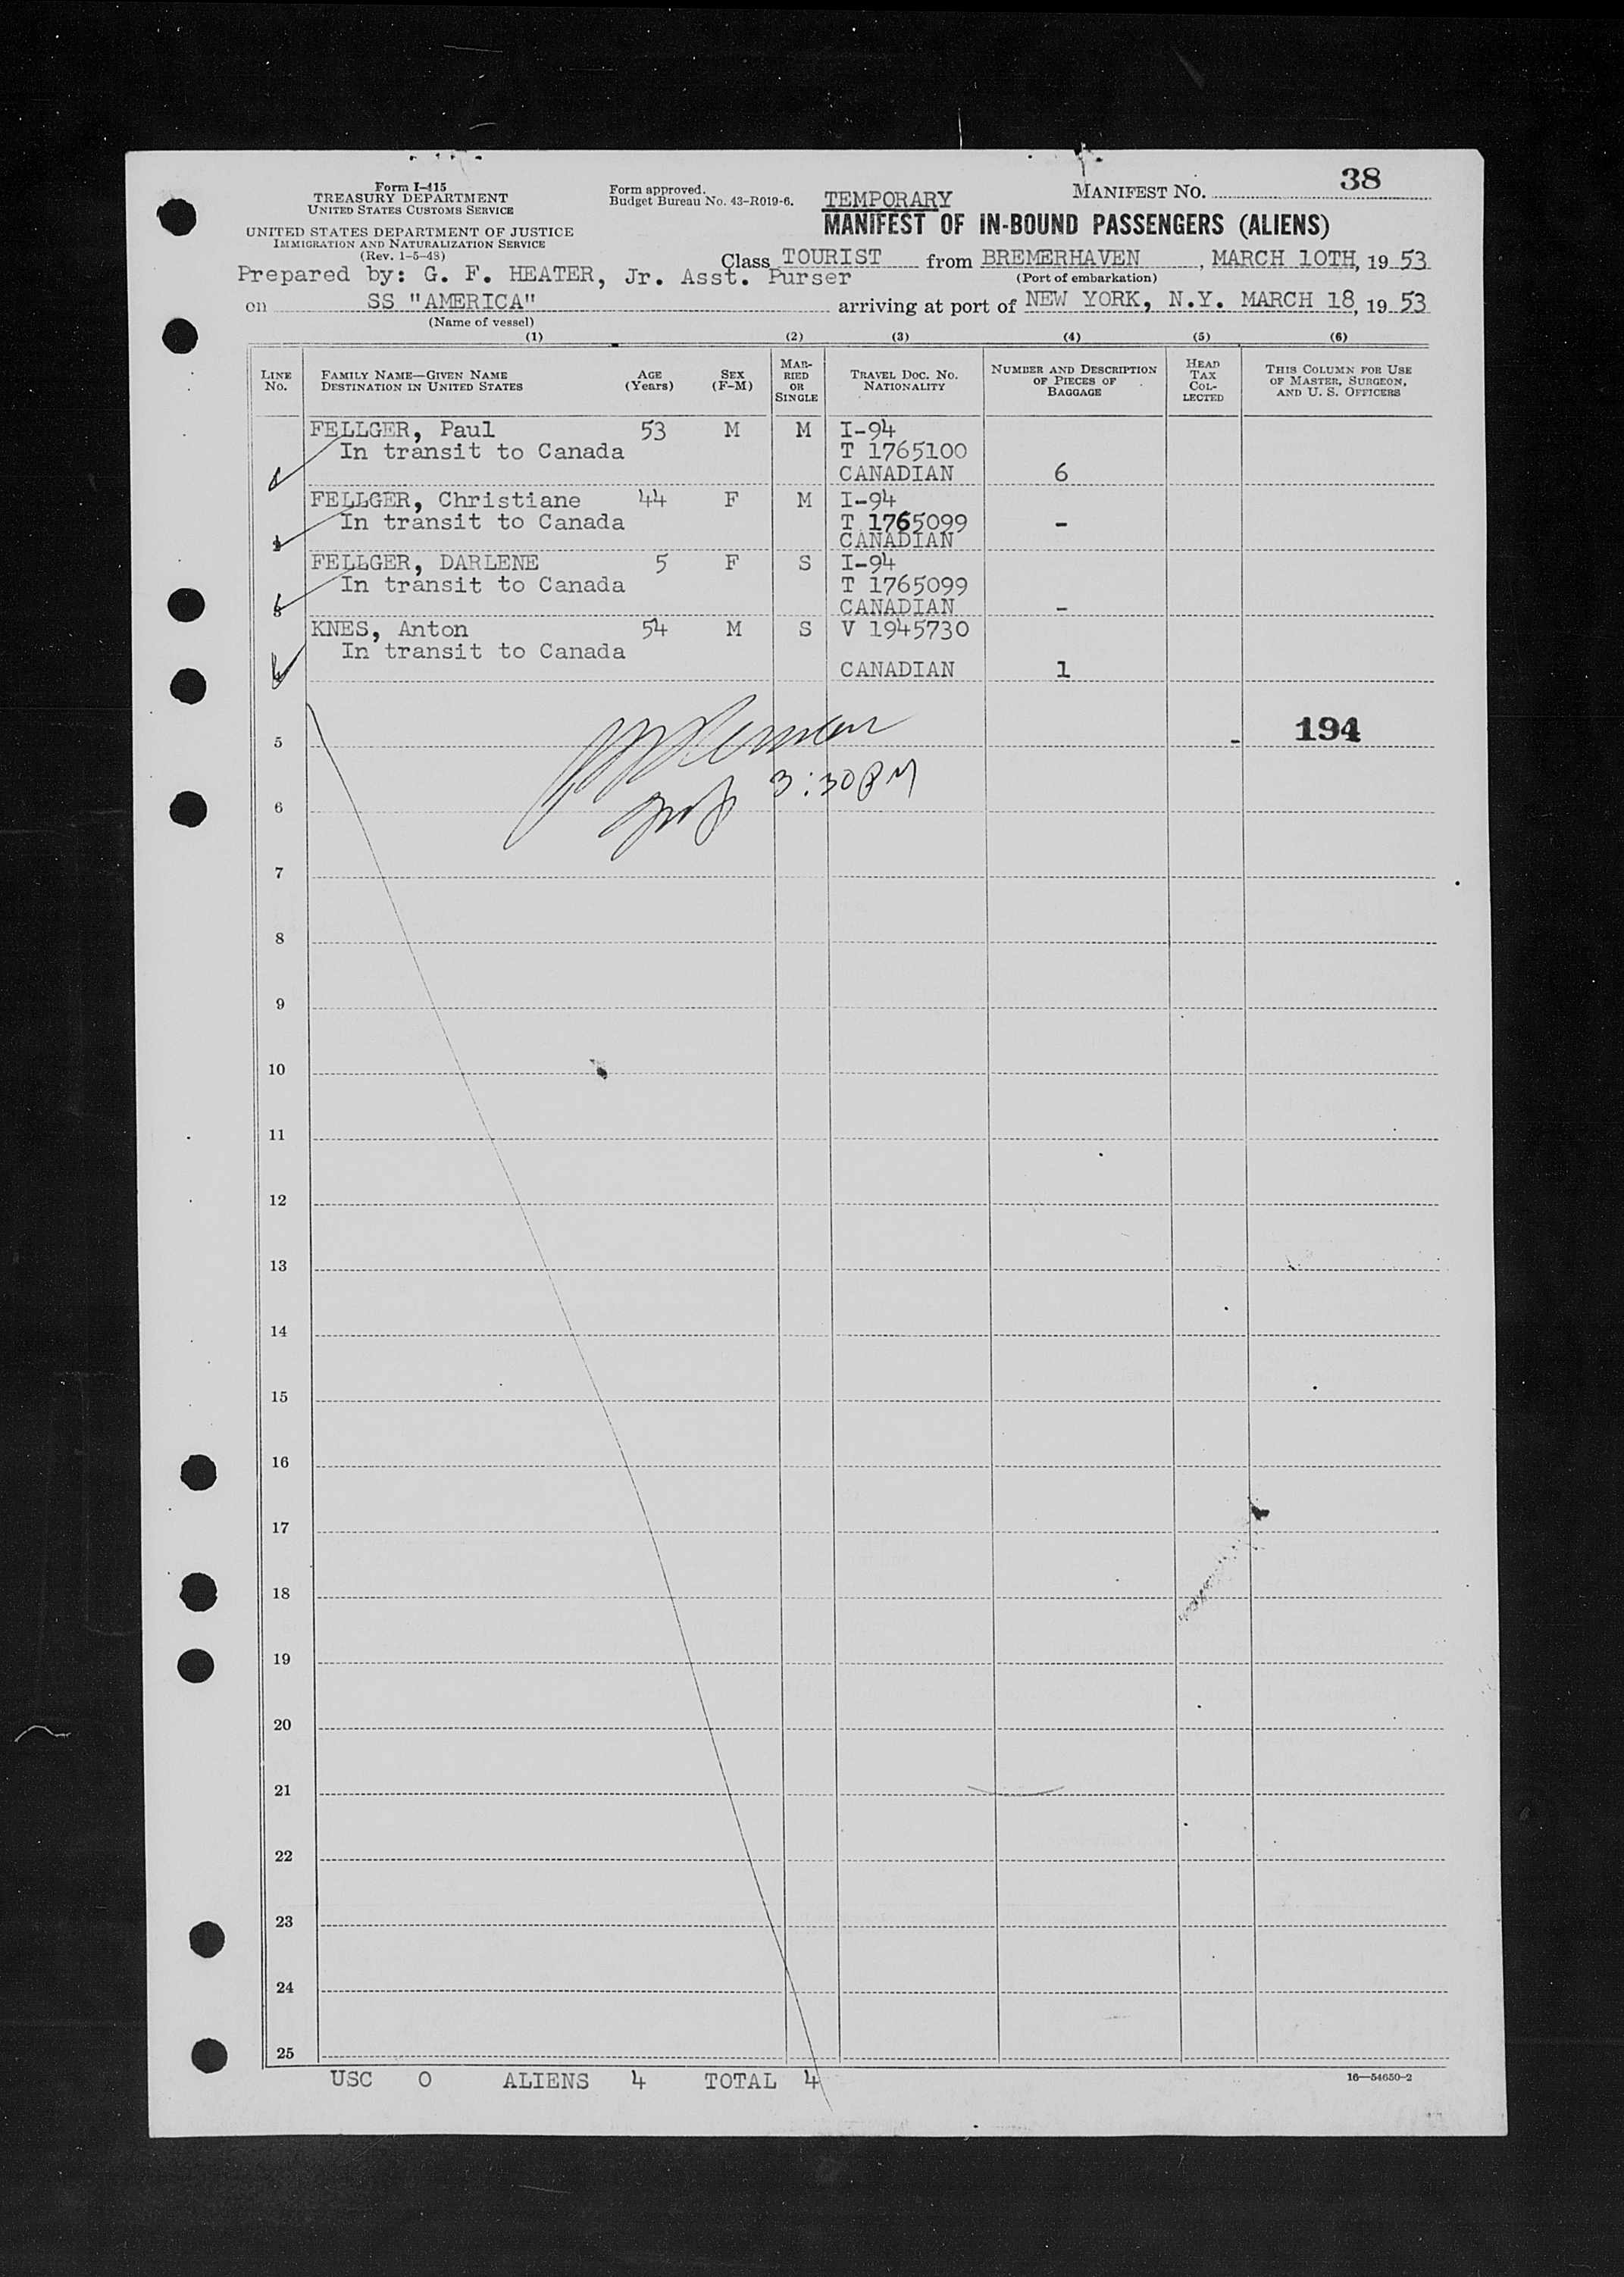 Form I-415
TREASURY DEPARTMENT
UNITED STATES CUSTOMS SERVICE
UNITED STATES DEPARTMENT OF JUSTICE
IMMIGRATION AND NATURALIZATION SERVICE
(Rev. 1-5-48)
Form approved.
Budget Bureau No. 43-R019-6.
MANIFEST NO. 38
TEMPORARY
MANIFEST OF IN-BOUND PASSENGERS (ALIENS)
Class TOURIST from BREMERHAVEN, MARCH 10TH, 19 53
(Port of embarkation)
Prepared by: G. F. HEATER, Jr. Asst. Purser
on SS "AMERICA" arriving at port of NEW YORK, N.Y. MARCH 18, 19 53
(Name of vessel)
(1) (2) (3) (4) (5) (6)
LINE No. FAMILY NAME—GIVEN NAME DESTINATION IN UNITED STATES AGE (Years) SEX (F-M) MARRIED OR SINGLE TRAVEL DOC. NO. NATIONALITY NUMBER AND DESCRIPTION OF PIECES OF BAGGAGE HEAD TAX COLLECTED THIS COLUMN FOR USE OF MASTER, SURGEON, AND U. S. OFFICERS
FELLGER, Paul 53 M M I-94
In transit to Canada T 1765100
1 CANADIAN 6
FELLGER, Christiane 44 F M I-94
In transit to Canada T 1765099
2 CANADIAN -
FELLGER, DARLENE 5 F S I-94
In transit to Canada T 1765099
3 CANADIAN -
KNES, Anton 54 M S V 1945730
In transit to Canada
4 CANADIAN 1
5 - 194
3:30PM
6
7
8
9
10
11
12
13
14
15
16
17
18
19
20
21
22
23
24
25
USC 0 ALIENS 4 TOTAL 4
16—54650-2